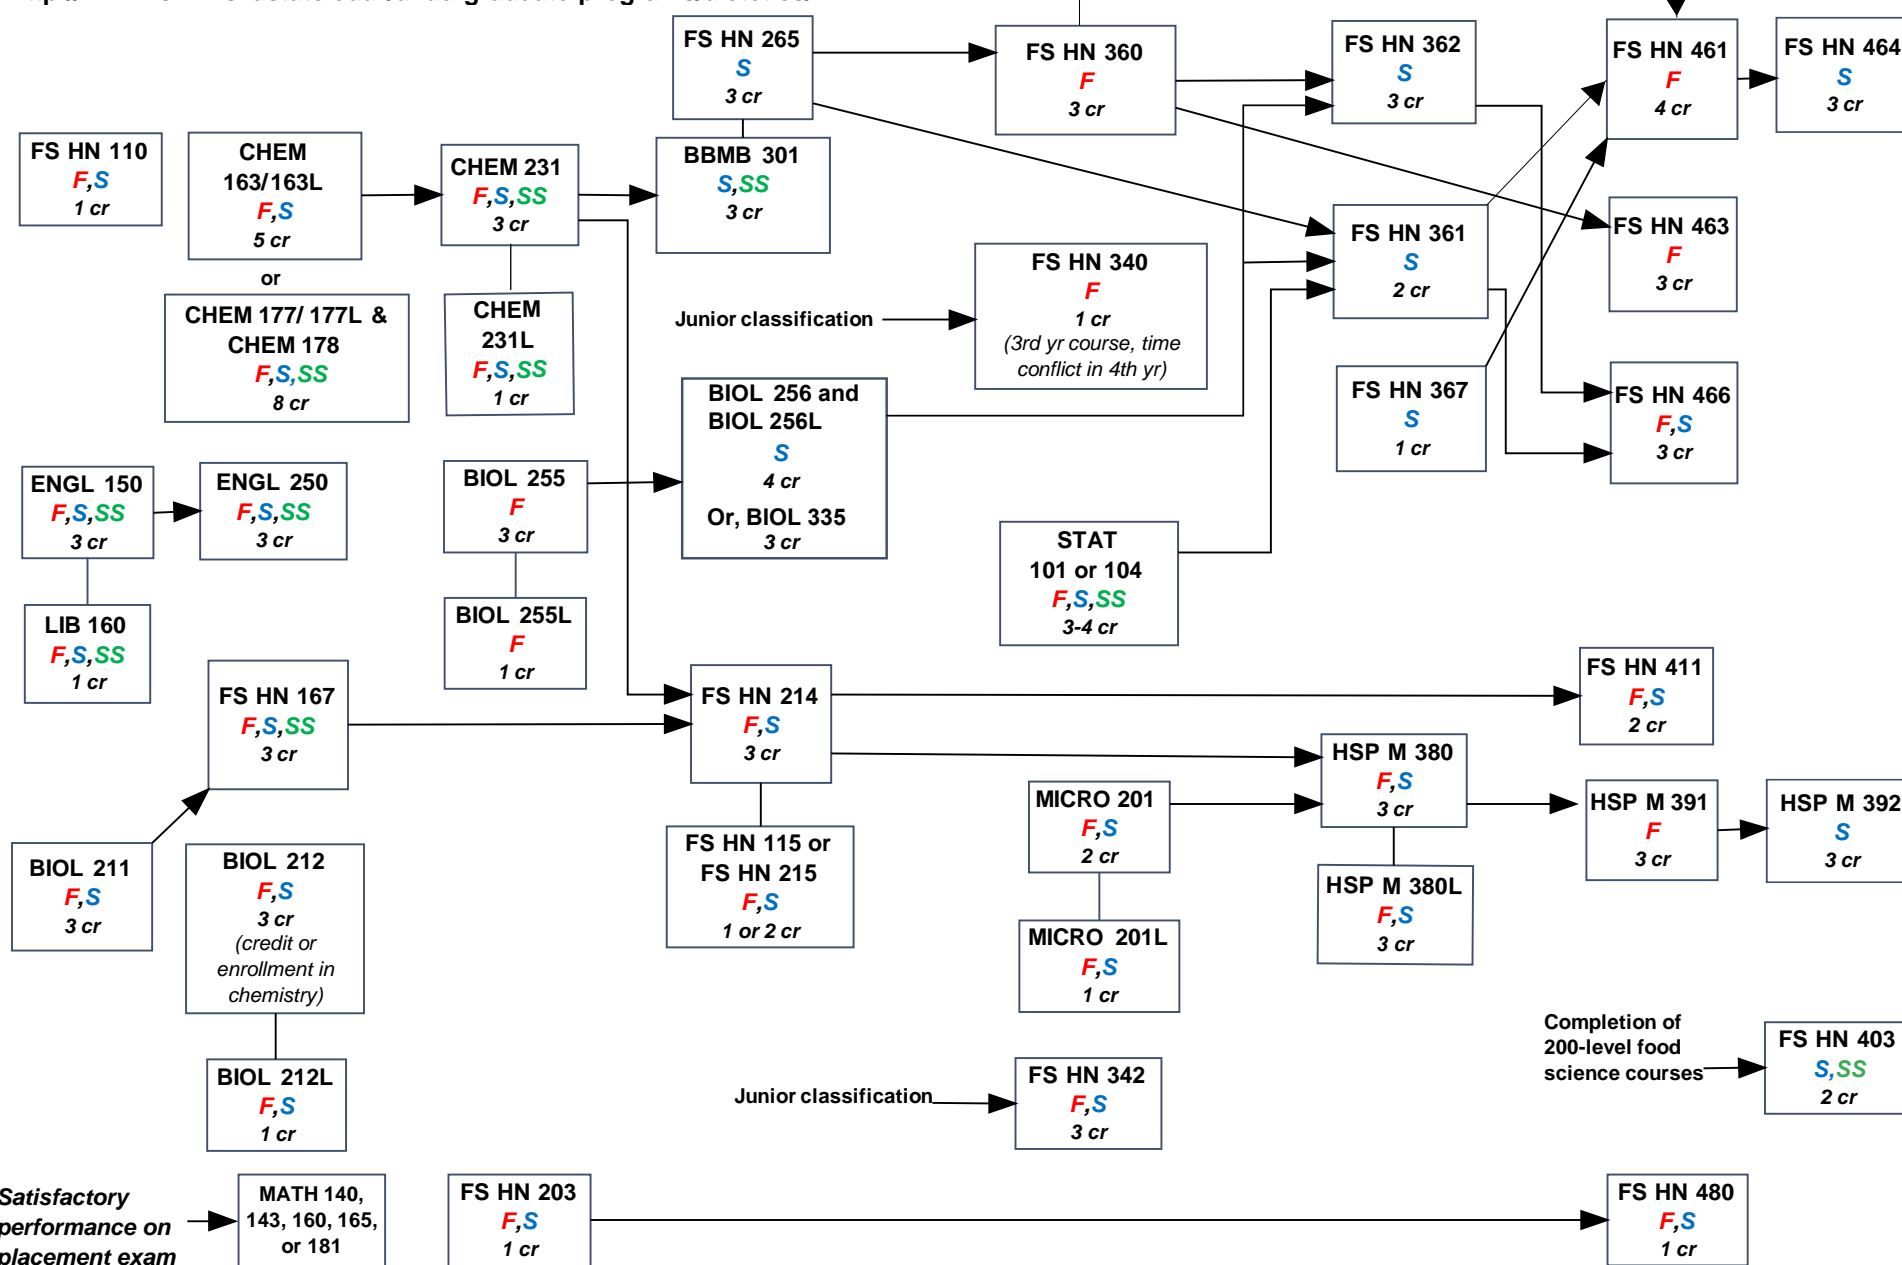 FS HN 265
S
3 cr
FS HN 360
F
3 cr
FS HN 362
S
3 cr
FS HN 461
F
4 cr
FS HN 464
S
3 cr
FS HN 110
F,S
1 cr
CHEM
163/163L
F,S
5 cr
or
CHEM 177/ 177L &
CHEM 178
F,S,SS
8 cr
CHEM 231
F,S,SS
3 cr
CHEM
231L
F,S,SS
1 cr
BBMB 301
S,SS
3 cr
Junior classification
FS HN 340
F
1 cr
(3rd yr course, time
conflict in 4th yr)
FS HN 361
S
2 cr
FS HN 463
F
3 cr
FS HN 367
S
1 cr
FS HN 466
F,S
3 cr
ENGL 150
F,S,SS
3 cr
ENGL 250
F,S,SS
3 cr
LIB 160
F,S,SS
1 cr
BIOL 255
F
3 cr
BIOL 255L
F
1 cr
BIOL 256 and
BIOL 256L
S
4 cr
Or, BIOL 335
3 cr
STAT
101 or 104
F,S,SS
3-4 cr
FS HN 167
F,S,SS
3 cr
FS HN 214
F,S
3 cr
FS HN 411
F,S
2 cr
BIOL 211
F,S
3 cr
BIOL 212
F,S
3 cr
(credit or
enrollment in
chemistry)
BIOL 212L
F,S
1 cr
FS HN 115 or
FS HN 215
F,S
1 or 2 cr
MICRO 201
F,S
2 cr
MICRO 201L
F,S
1 cr
HSP M 380
F,S
3 cr
HSP M 380L
F,S
3 cr
HSP M 391
F
3 cr
HSP M 392
S
3 cr
Junior classification
FS HN 342
F,S
3 cr
Completion of
200-level food
science courses
FS HN 403
S,SS
2 cr
Satisfactory
performance on
placement exam
MATH 140,
143, 160, 165,
or 181
FS HN 203
F,S
1 cr
FS HN 480
F,S
1 cr